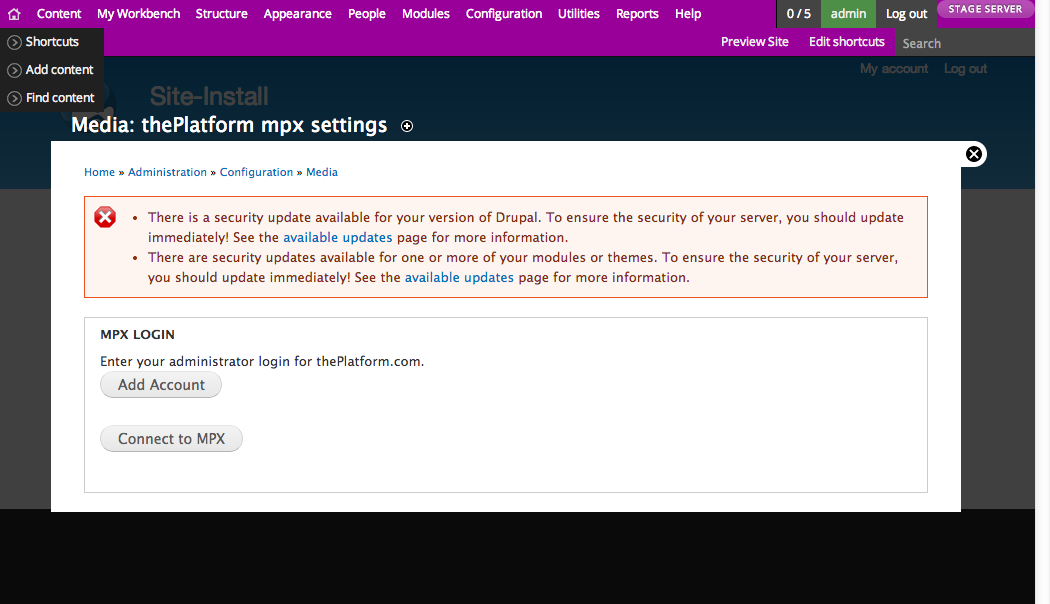 Content My Workbench Structure Appearance People Modules Configuration Utilities Reports Help 0 / 5 admin Log out STAGE SERVER
Shortcuts Preview Site Edit shortcuts Search
Add content My account Log out
Find content Site-Install
Media: thePlatform mpx settings
Home » Administration » Configuration » Media
There is a security update available for your version of Drupal. To ensure the security of your server, you should update
immediately! See the available updates page for more information.
There are security updates available for one or more of your modules or themes. To ensure the security of your server,
you should update immediately! See the available updates page for more information.
MPX LOGIN
Enter your administrator login for thePlatform.com.
Add Account
Connect to MPX